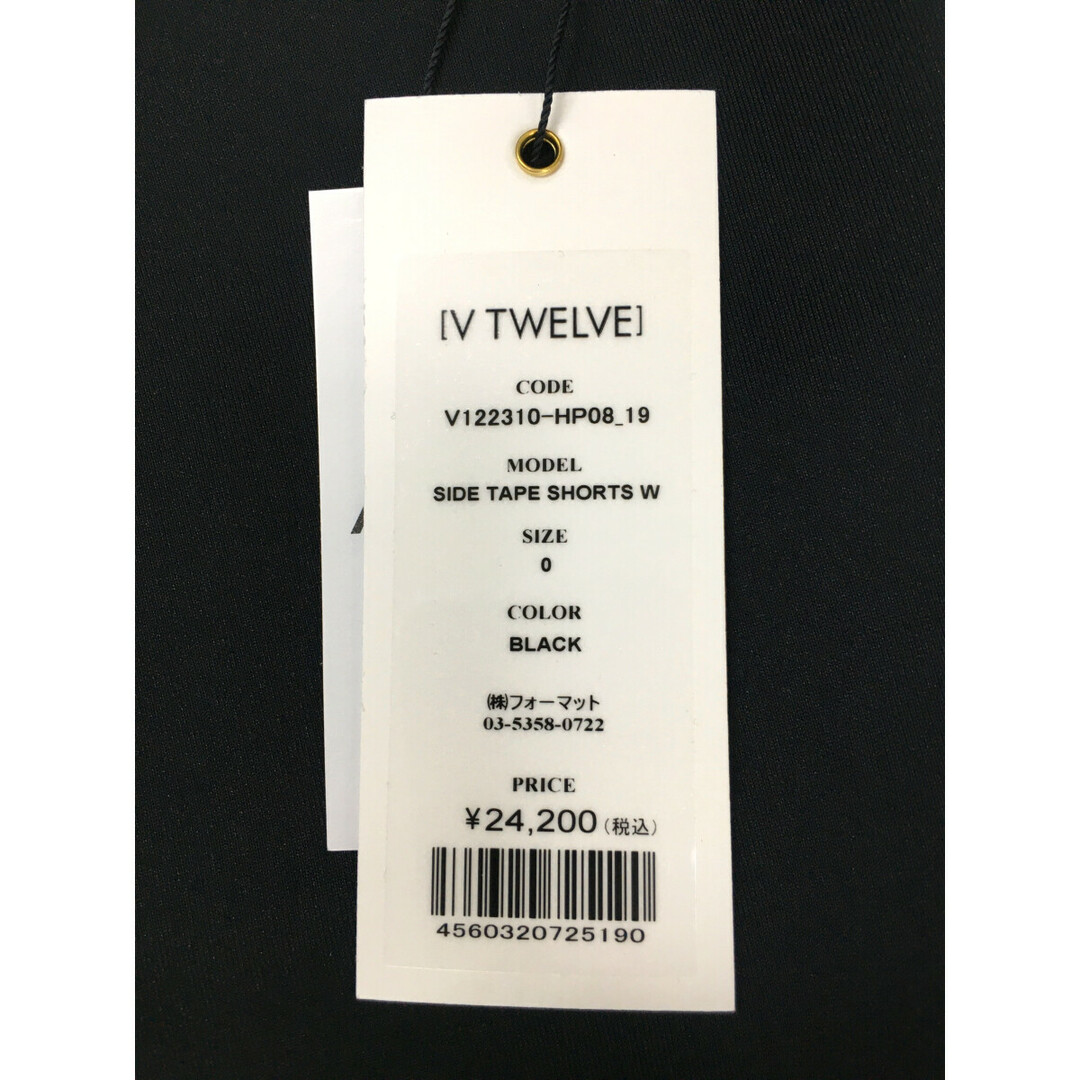 [V TWELVE]
CODE
V122310-HP08_19
MODEL
SIDE TAPE SHORTS W
SIZE
0
COLOR
BLACK
㈱フォーマット
03-5358-0722
PRICE
¥24,200(税込)
4560320725190